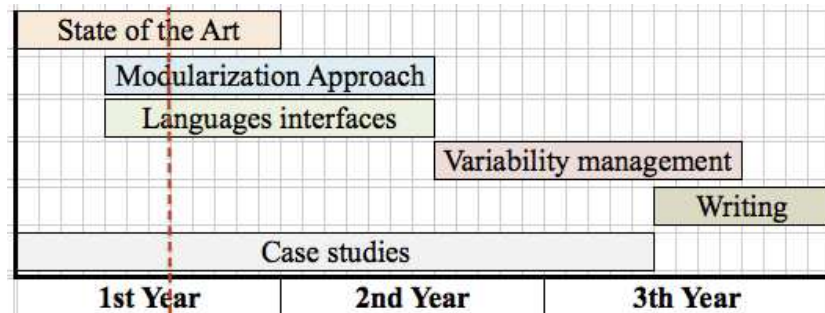 State of the Art
Modularization Approach
Languages interfaces
Variability management
Writing
Case studies
1st Year 2nd Year 3th Year